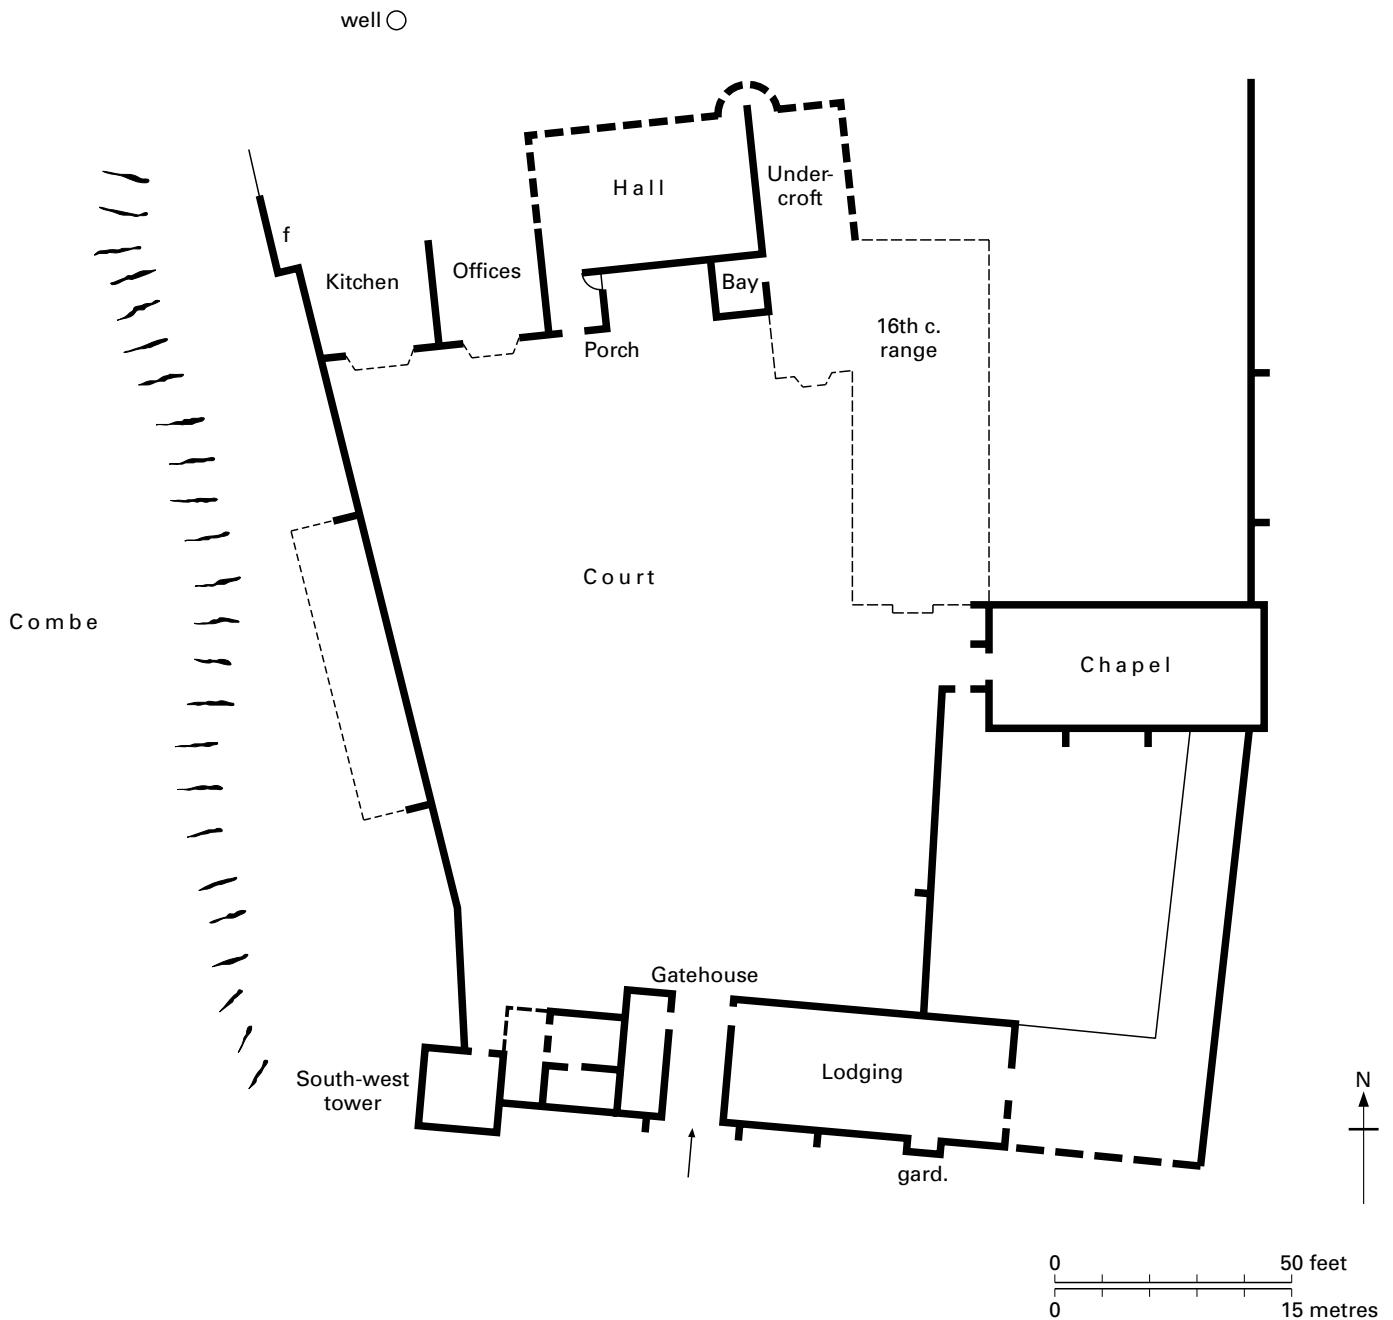 well
Hall
Under-
croft
f
Kitchen
Offices
Bay
16th c.
range
Porch
Court
Combe
Chapel
Gatehouse
South-west
tower
Lodging
N
gard.
0 50 feet
0 15 metres